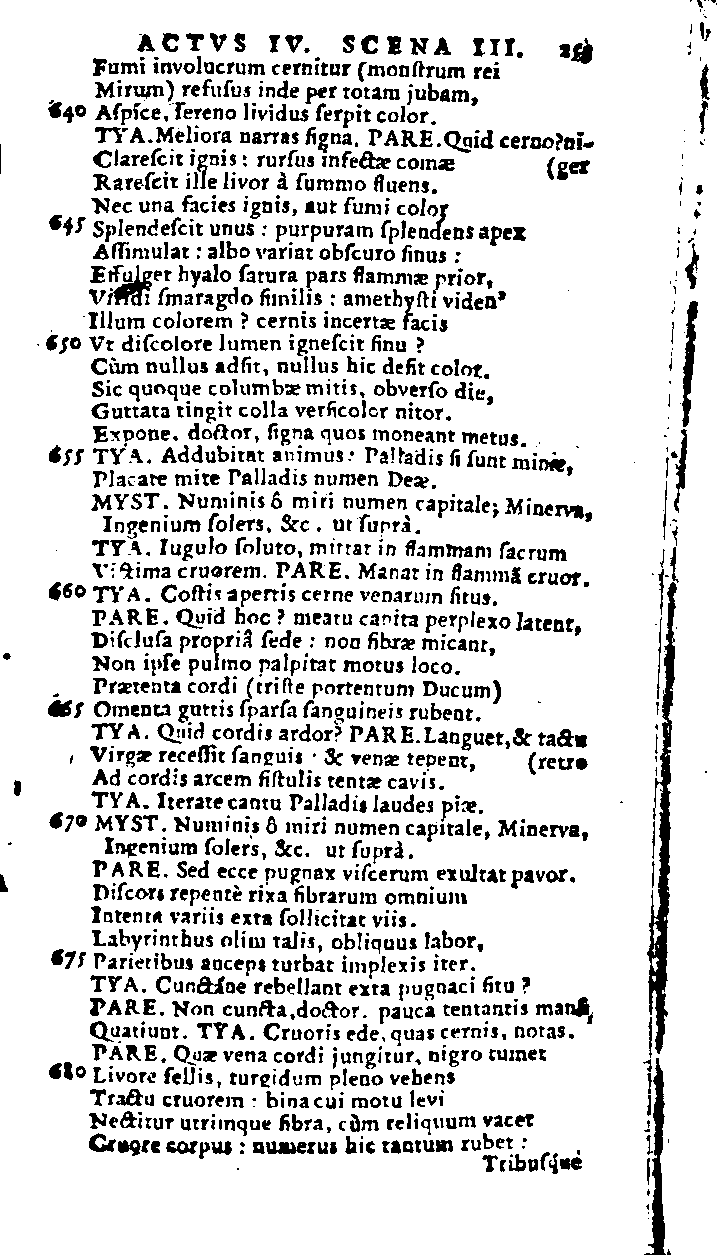 ACTVS IV. SCENA III.
Fumi involucrum cernitur (monſtrum rei
Mirum) refuſus inde per totam jubam,
640 Aſpice, ſereno lividus ſerpit color.
TYA. Meliora narras ſigna. PARE. Quid cerno? ni-
Clareſcit ignis : rurſus infectæ comæ (ger
Rareſcit ille livor à ſummo fluens.
Nec una facies ignis, aut fumi color
645 Splendeſcit unus : purpuram ſplendens apex
Aſſimulat : albo variat obſcuro ſinus :
Effulger hyalo ſatura pars flammæ prior,
Viridi ſmaragdo ſimilis : amethyſti viden'
Illum colorem ? cernis incertæ facis
650 Vt diſcolore lumen igneſcit ſinu ?
Cùm nullus adſit, nullus hic deſit color.
Sic quoque columbæ mitis, obverſo die,
Guttata tingit colla verſicolor nitor.
Expone. doctor, ſigna quos moneant metus.
655 TYA. Addubitat animus: Palladis ſi ſunt minæ,
Placate mite Palladis numen Deæ.
MYST. Numinis ô miri numen capitale; Minerva,
Ingenium ſolers, &c. ut ſuprà.
TYA. Iugulo ſoluto, mittat in flammam ſacrum
Victima cruorem. PARE. Manat in flammã cruor.
660 TYA. Coſtis apertis cerne venarum ſitus.
PARE. Quid hoc ? meatu capita perplexo latent,
Diſcluſa propriâ ſede : non fibræ micant,
Non ipſe pulmo palpitat motus loco.
Prætenta cordi (triſte portentum Ducum)
665 Omenta guttis ſparſa ſanguineis rubent.
TYA. Quid cordis ardor? PARE. Languet, & tactu
Virgæ receſſit ſanguis · & venæ tepent, (retro
Ad cordis arcem fiſtulis tentæ cavis.
TYA. Iterate cantu Palladis laudes piæ.
670 MYST. Numinis ô miri numen capitale, Minerva,
Ingenium ſolers, &c. ut ſuprà.
PARE. Sed ecce pugnax viſcerum exultat pavor.
Diſcors repentè rixa fibrarum omnium
Intenta variis exta ſollicitat viis.
Labyrinthus olim talis, obliquus labor,
675 Parietibus anceps turbat implexis iter.
TYA. Cunctáne rebellant exta pugnaci ſitu ?
PARE. Non cuncta, doctor. pauca tentantis manû,
Quatiunt. TYA. Cruoris ede, quas cernis, notas.
PARE. Quæ vena cordi jungitur, nigro tumet
680 Livore fellis, turgidum pleno vehens
Tractu cruorem : bina cui motu levi
Nectitur utrimque fibra, cùm reliquum vacet
Cruore corpus : numerus hic tantum rubet :
Tribuſque